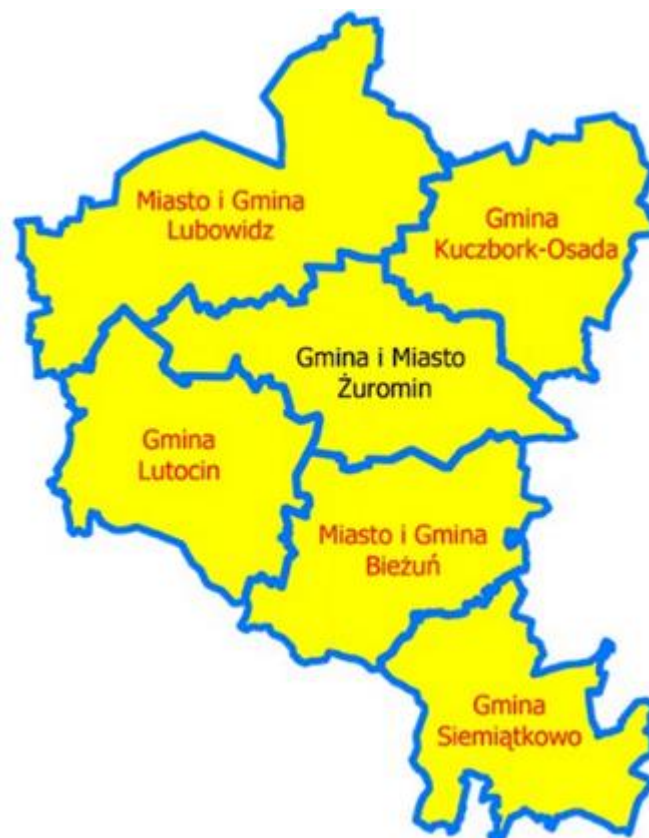 Miasto i Gmina
Lubowidz
Gmina
Kuczbork-Osada
Gmina i Miasto
Żuromin
Gmina
Lutocin
Miasto i Gmina
Bieżuń
Gmina
Siemiątkowo